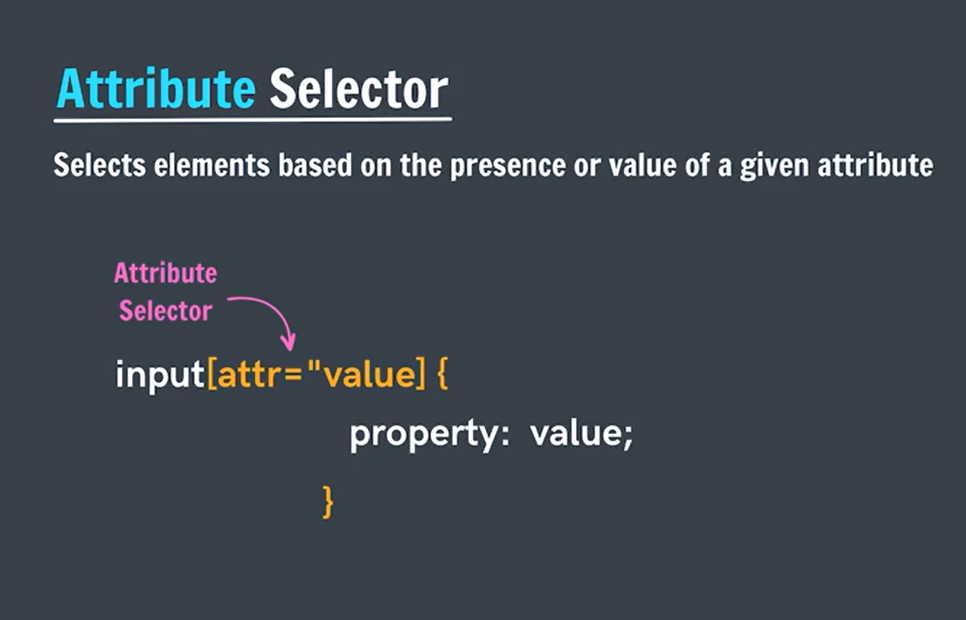 Attribute Selector
Selects elements based on the presence or value of a given attribute
Attribute
Selector
input[attr="value] {
property: value;
}